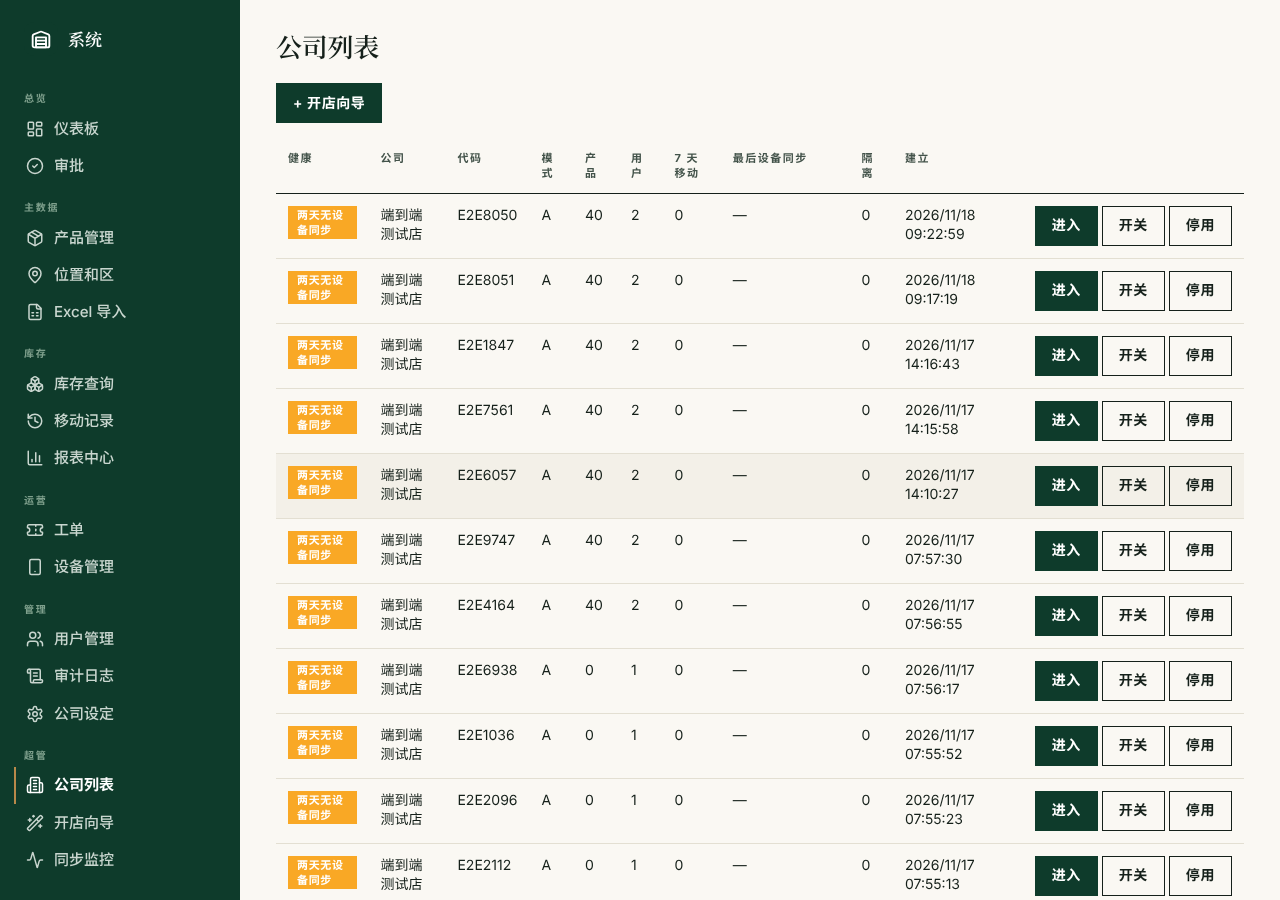 系统
总览
仪表板
审批
主数据
产品管理
位置和区
Excel 导入
库存
库存查询
移动记录
报表中心
运营
工单
设备管理
管理
用户管理
审计日志
公司设定
超管
公司列表
开店向导
同步监控
公司列表
+ 开店向导
健康 公司 代码 模式 产品 用户 7 天移动 最后设备同步 隔离 建立
两天无设备同步 端到端测试店 E2E8050 A 40 2 0 — 0 2026/11/18 09:22:59 进入 开关 停用
两天无设备同步 端到端测试店 E2E8051 A 40 2 0 — 0 2026/11/18 09:17:19 进入 开关 停用
两天无设备同步 端到端测试店 E2E1847 A 40 2 0 — 0 2026/11/17 14:16:43 进入 开关 停用
两天无设备同步 端到端测试店 E2E7561 A 40 2 0 — 0 2026/11/17 14:15:58 进入 开关 停用
两天无设备同步 端到端测试店 E2E6057 A 40 2 0 — 0 2026/11/17 14:10:27 进入 开关 停用
两天无设备同步 端到端测试店 E2E9747 A 40 2 0 — 0 2026/11/17 07:57:30 进入 开关 停用
两天无设备同步 端到端测试店 E2E4164 A 40 2 0 — 0 2026/11/17 07:56:55 进入 开关 停用
两天无设备同步 端到端测试店 E2E6938 A 0 1 0 — 0 2026/11/17 07:56:17 进入 开关 停用
两天无设备同步 端到端测试店 E2E1036 A 0 1 0 — 0 2026/11/17 07:55:52 进入 开关 停用
两天无设备同步 端到端测试店 E2E2096 A 0 1 0 — 0 2026/11/17 07:55:23 进入 开关 停用
两天无设备同步 端到端测试店 E2E2112 A 0 1 0 — 0 2026/11/17 07:55:13 进入 开关 停用